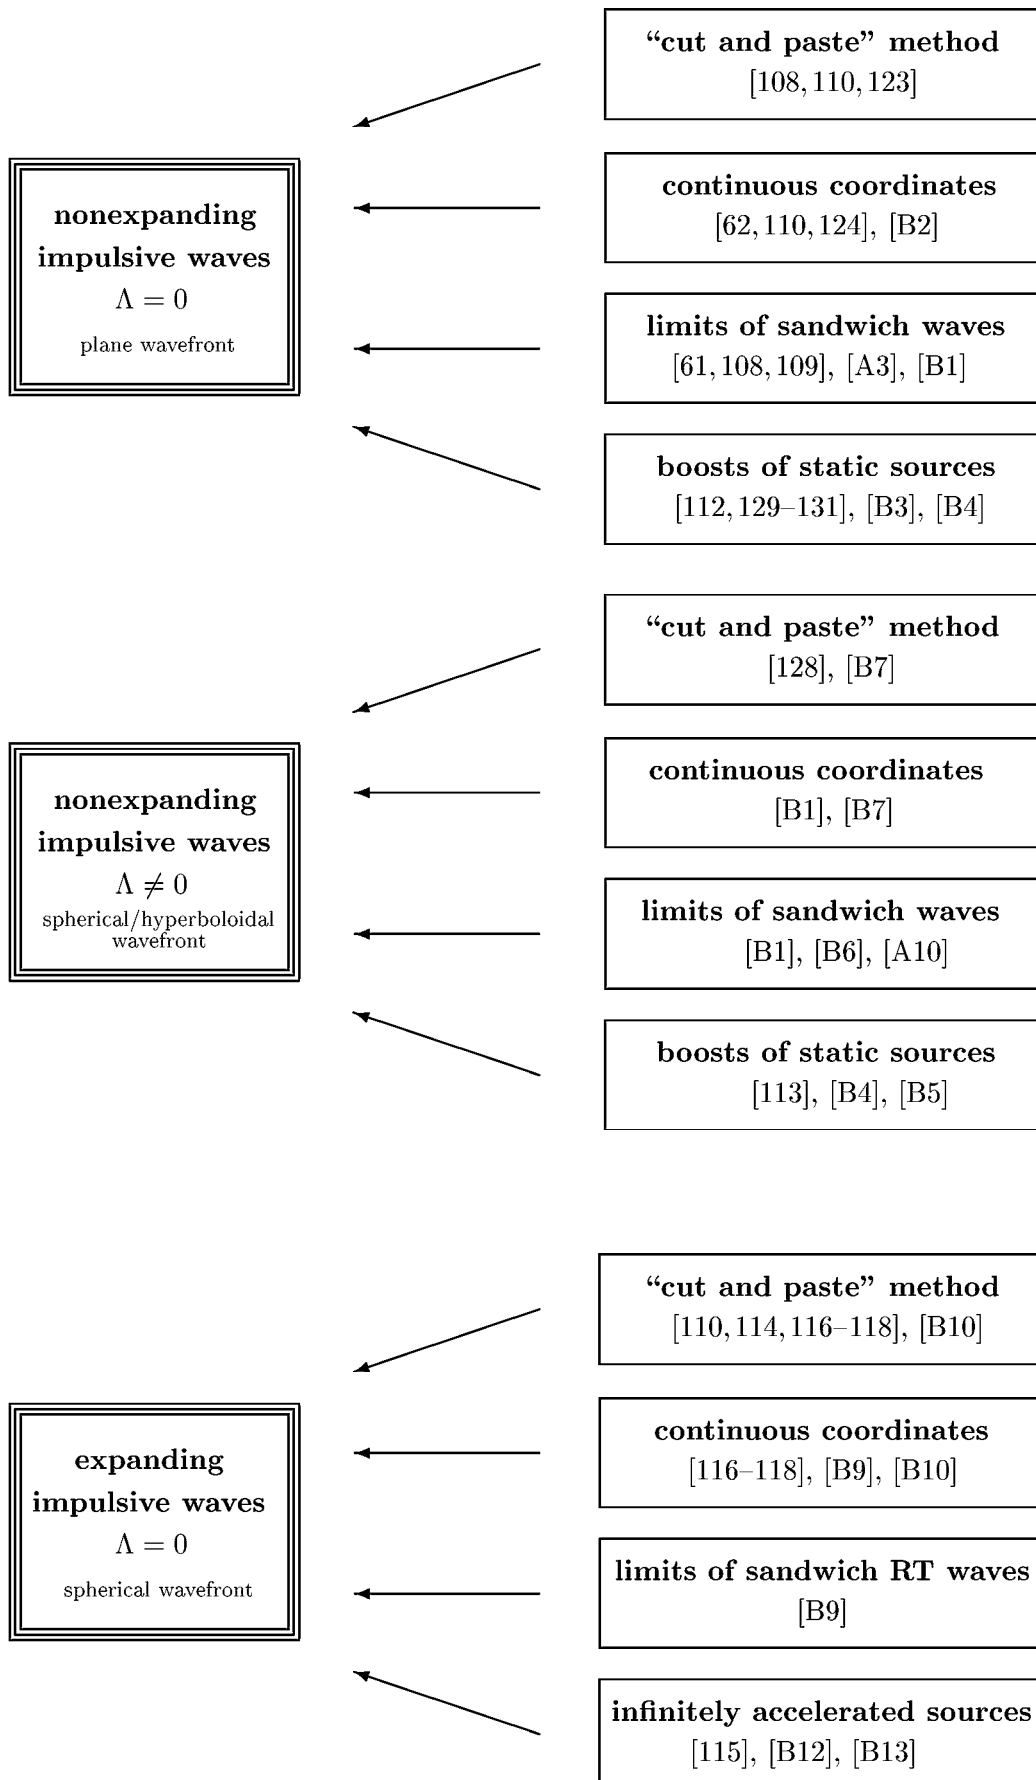 “cut and paste” method
[108, 110, 123]
continuous coordinates
[62, 110, 124], [B2]
nonexpanding
impulsive waves
Λ = 0
plane wavefront
limits of sandwich waves
[61, 108, 109], [A3], [B1]
boosts of static sources
[112, 129–131], [B3], [B4]
“cut and paste” method
[128], [B7]
continuous coordinates
[B1], [B7]
nonexpanding
impulsive waves
Λ ≠ 0
spherical/hyperboloidal
wavefront
limits of sandwich waves
[B1], [B6], [A10]
boosts of static sources
[113], [B4], [B5]
“cut and paste” method
[110, 114, 116–118], [B10]
continuous coordinates
[116–118], [B9], [B10]
expanding
impulsive waves
Λ = 0
spherical wavefront
limits of sandwich RT waves
[B9]
infinitely accelerated sources
[115], [B12], [B13]